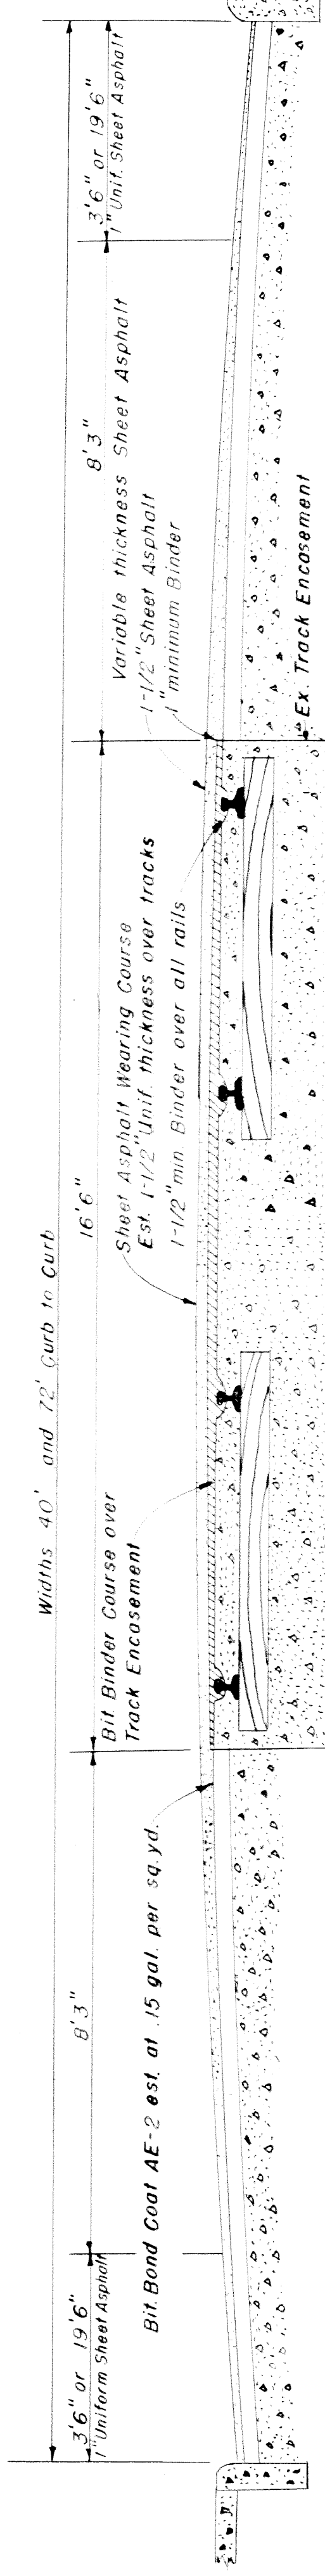 Widths 40' and 72' Curb to Curb
3'6" or 19'6"
1" Uniform Sheet Asphalt
8'3"
16'6"
8'3"
3'6" or 19'6"
1" Unif. Sheet Asphalt
Bit. Binder Course over
Track Encasement
Sheet Asphalt Wearing Course
Est. 1-1/2" Unif. thickness over tracks
1-1/2" min. Binder over all rails
Variable thickness Sheet Asphalt
1-1/2" Sheet Asphalt
1" minimum Binder
Bit. Bond Coat AE-2 est. at .15 gal. per sq. yd.
Ex. Track Encasement